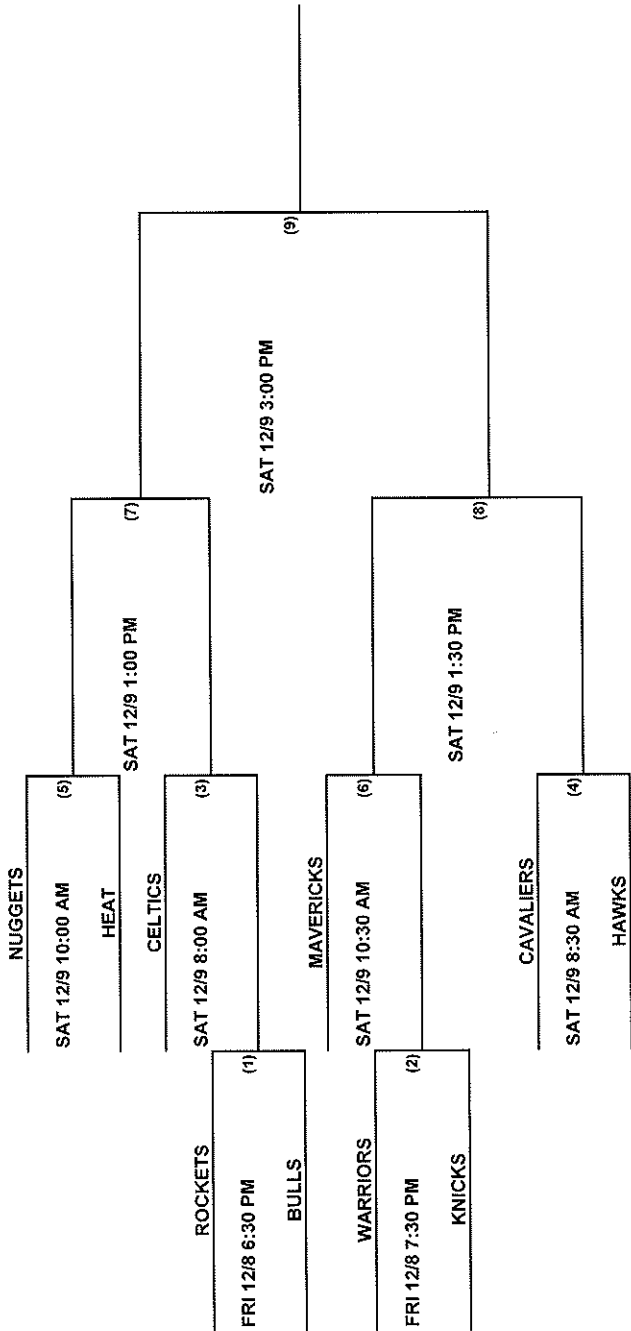 NUGGETS
SAT 12/9 10:00 AM
(5)
HEAT
SAT 12/9 1:00 PM
(7)
CELTICS
SAT 12/9 8:00 AM
(3)
ROCKETS
FRI 12/8 6:30 PM
(1)
BULLS
SAT 12/9 3:00 PM
(9)
MAVERICKS
SAT 12/9 10:30 AM
(6)
WARRIORS
FRI 12/8 7:30 PM
(2)
KNICKS
SAT 12/9 1:30 PM
(8)
CAVALIERS
SAT 12/9 8:30 AM
(4)
HAWKS